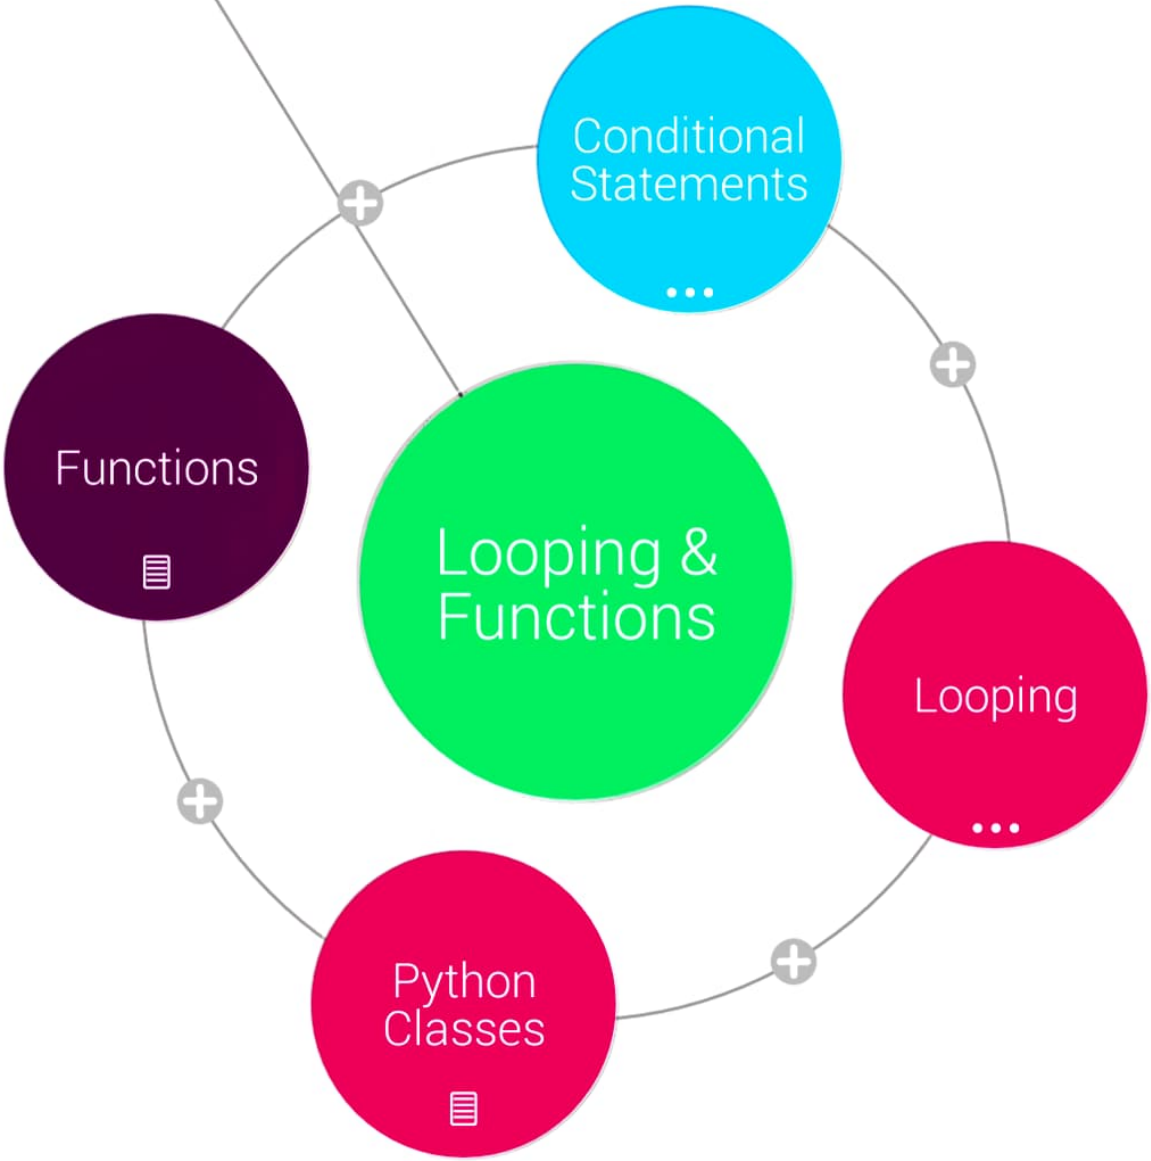 Conditional
Statements
Functions
Looping &
Functions
Looping
Python
Classes